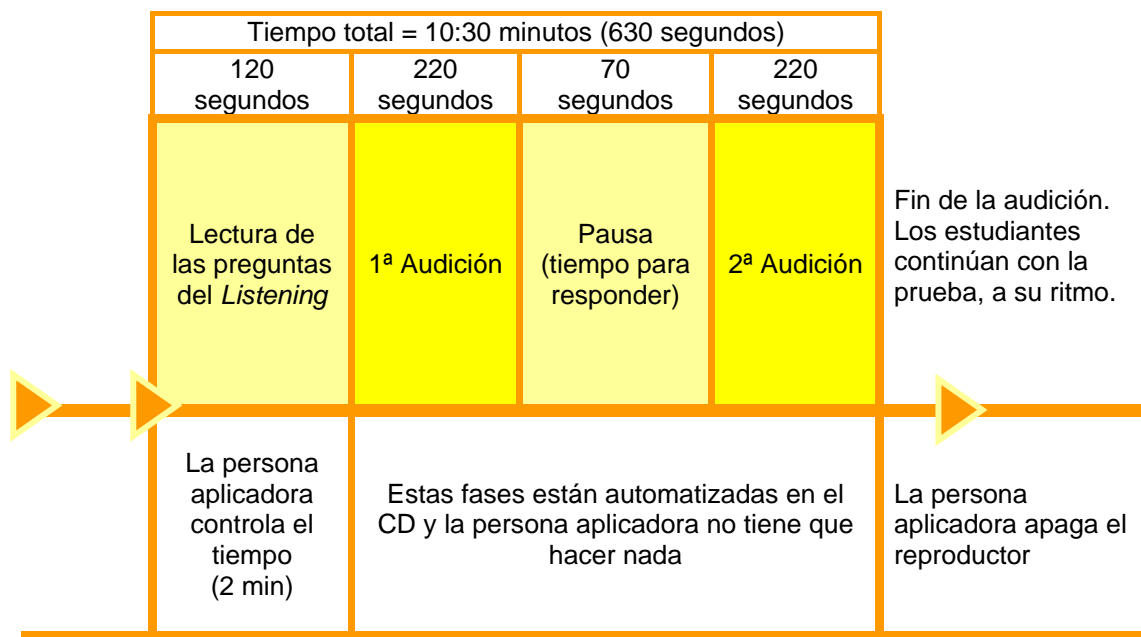 Tiempo total = 10:30 minutos (630 segundos)
120
segundos
220
segundos
70
segundos
220
segundos
Lectura de
las preguntas
del Listening
1ª Audición
Pausa
(tiempo para
responder)
2ª Audición
Fin de la audición.
Los estudiantes
continúan con la
prueba, a su ritmo.
La persona
aplicadora
controla el
tiempo
(2 min)
Estas fases están automatizadas en el
CD y la persona aplicadora no tiene que
hacer nada
La persona
aplicadora apaga el
reproductor